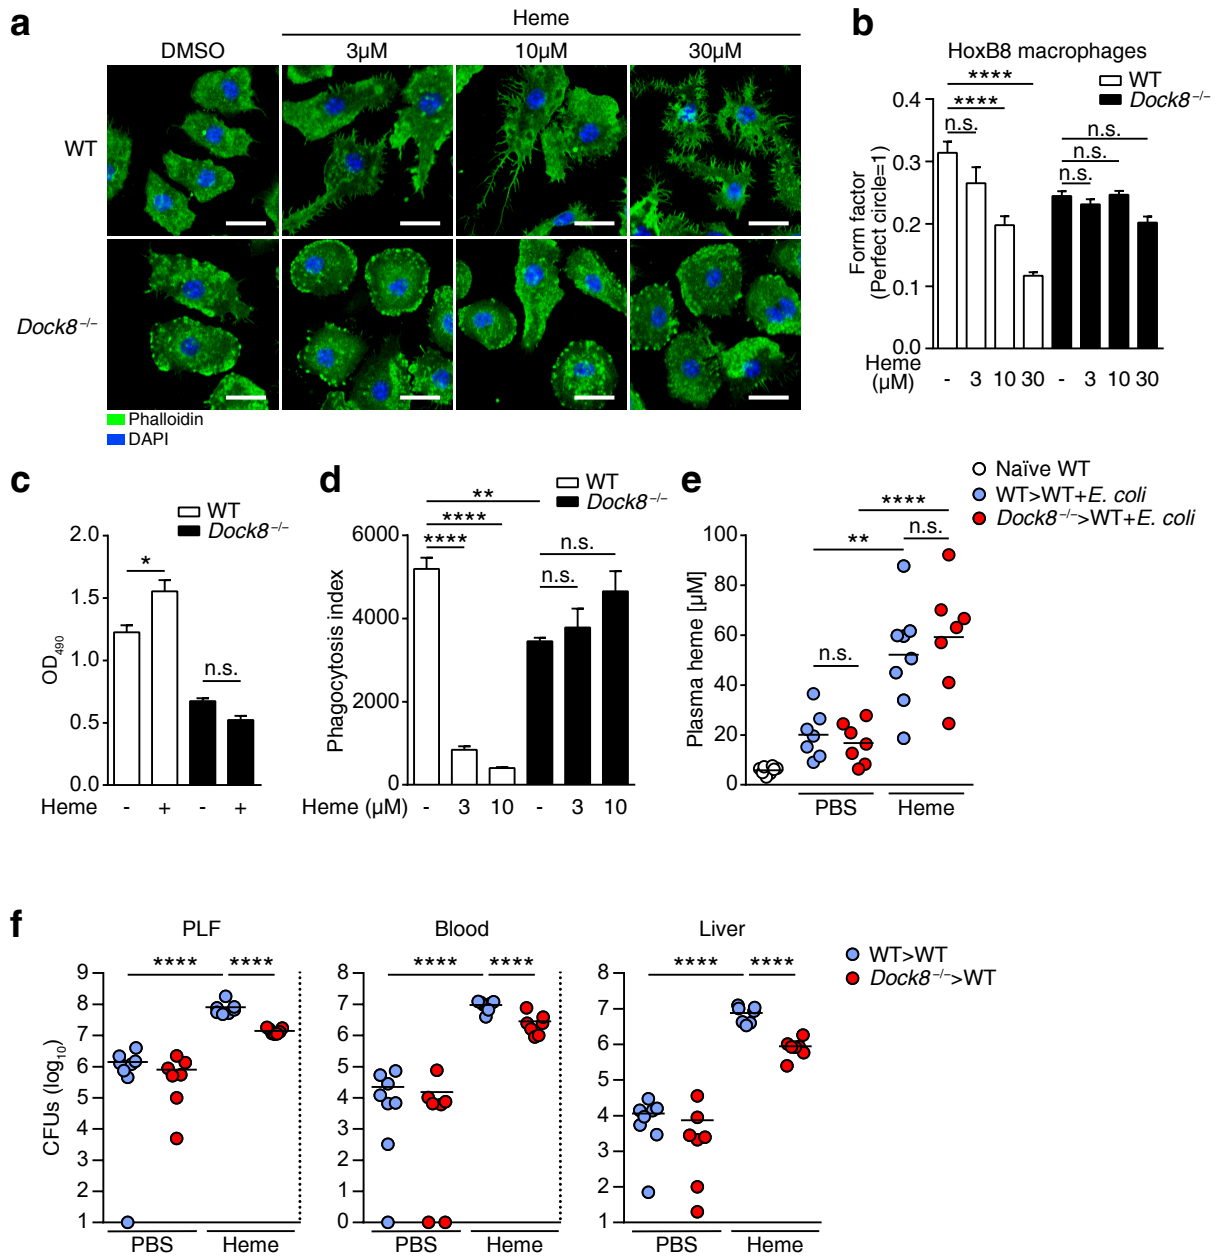 a
Heme
DMSO
3µM
10µM
30µM
WT
Dock8–/–
Phalloidin
DAPI
b
HoxB8 macrophages
WT
Dock8–/–
****
****
n.s.
n.s.
n.s.
n.s.
Form factor
(Perfect circle=1)
0.4
0.3
0.2
0.1
0.0
Heme
(µM)
- 3 10 30 - 3 10 30
c
WT
Dock8–/–
*
n.s.
OD490
2.0
1.5
1.0
0.5
0.0
Heme - + - +
d
WT
Dock8–/–
**
****
****
n.s.
n.s.
Phagocytosis index
6000
4000
2000
0
Heme (µM) - 3 10 - 3 10
e
Naïve WT
WT>WT+E. coli
Dock8–/–>WT+E. coli
****
**
n.s.
n.s.
Plasma heme [µM]
100
80
60
40
20
0
PBS
Heme
f
PLF
Blood
Liver
WT>WT
Dock8–/–>WT
**** ****
**** ****
**** ****
CFUs (log10)
9
8
7
6
5
4
3
2
1
PBS Heme
8
7
6
5
4
3
2
1
0
PBS Heme
8
7
6
5
4
3
2
1
PBS Heme